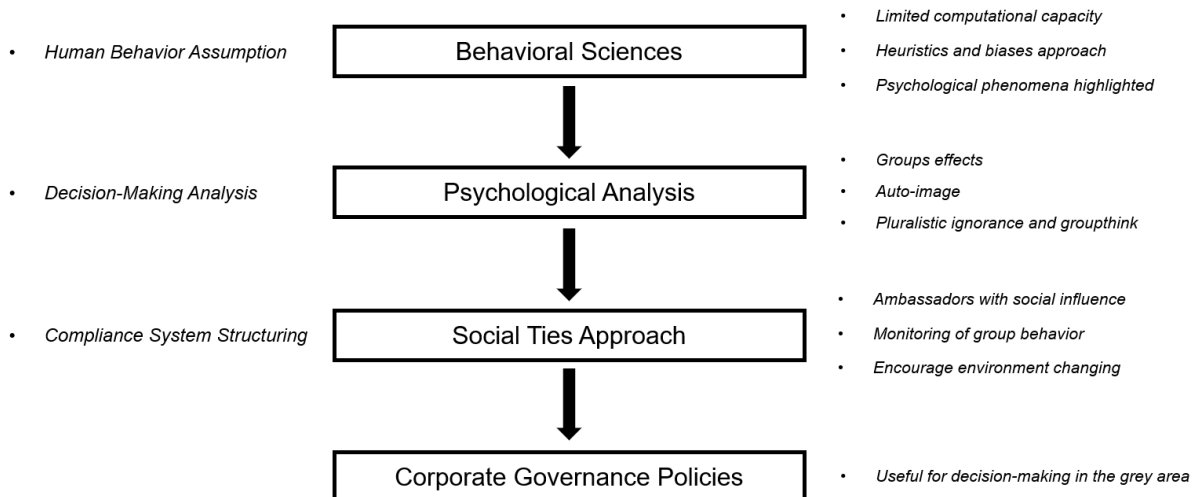 • Human Behavior Assumption
Behavioral Sciences
• Limited computational capacity
• Heuristics and biases approach
• Psychological phenomena highlighted
• Decision-Making Analysis
Psychological Analysis
• Groups effects
• Auto-image
• Pluralistic ignorance and groupthink
• Compliance System Structuring
Social Ties Approach
• Ambassadors with social influence
• Monitoring of group behavior
• Encourage environment changing
Corporate Governance Policies
• Useful for decision-making in the grey area